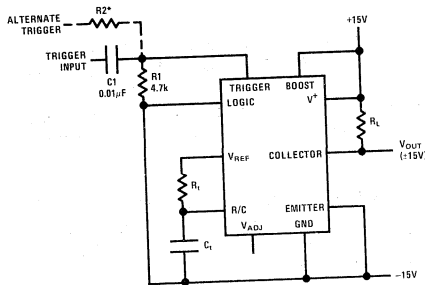 ALTERNATE
TRIGGER
R2*
TRIGGER
INPUT
C1
0.01μF
R1
4.7k
+15V
TRIGGER
BOOST
LOGIC
V+
RL
VREF
COLLECTOR
VOUT
(±15V)
Rt
R/C
EMITTER
VADJ
GND
Ct
−15V